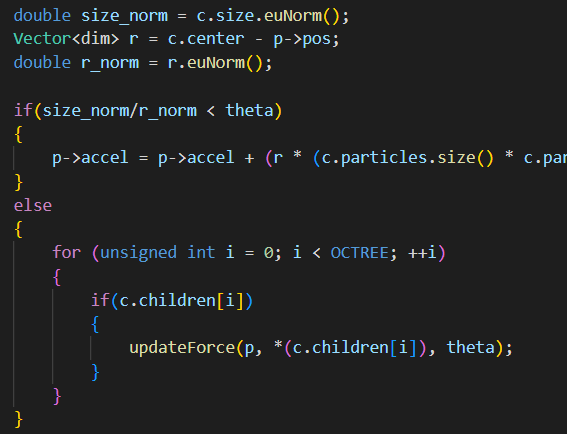 double size_norm = c.size.euNorm();
Vector<dim> r = c.center - p->pos;
double r_norm = r.euNorm();
if(size_norm/r_norm < theta)
{
p->accel = p->accel + (r * (c.particles.size() * c.par
}
else
{
for (unsigned int i = 0; i < OCTREE; ++i)
{
if(c.children[i])
{
updateForce(p, *(c.children[i]), theta);
}
}
}